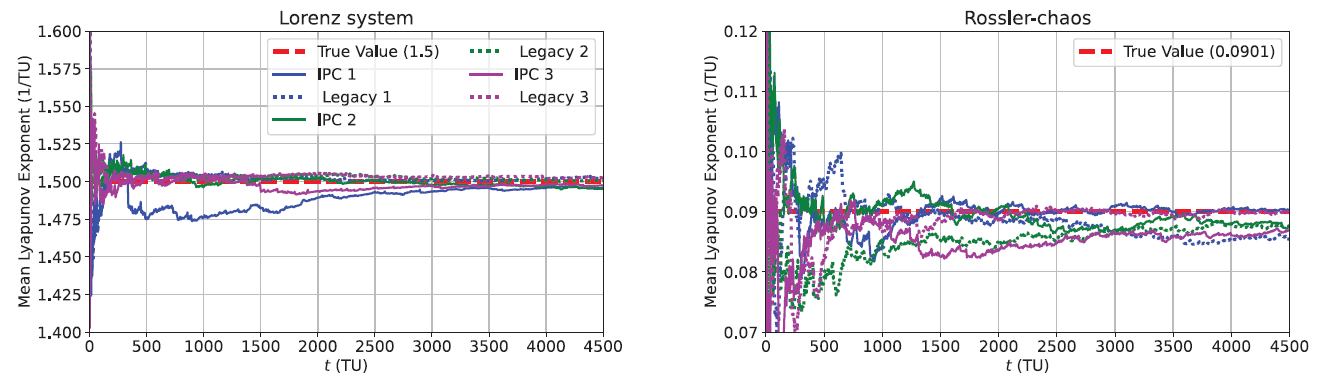 Lorenz system
Mean Lyapunov Exponent (1/TU)
1.600
1.575
1.550
1.525
1.500
1.475
1.450
1.425
1.400
True Value (1.5)
IPC 1
Legacy 1
IPC 2
Legacy 2
IPC 3
Legacy 3
0 500 1000 1500 2000 2500 3000 3500 4000 4500
t (TU)
Rossler-chaos
Mean Lyapunov Exponent (1/TU)
0.12
0.11
0.10
0.09
0.08
0.07
True Value (0.0901)
0 500 1000 1500 2000 2500 3000 3500 4000 4500
t (TU)